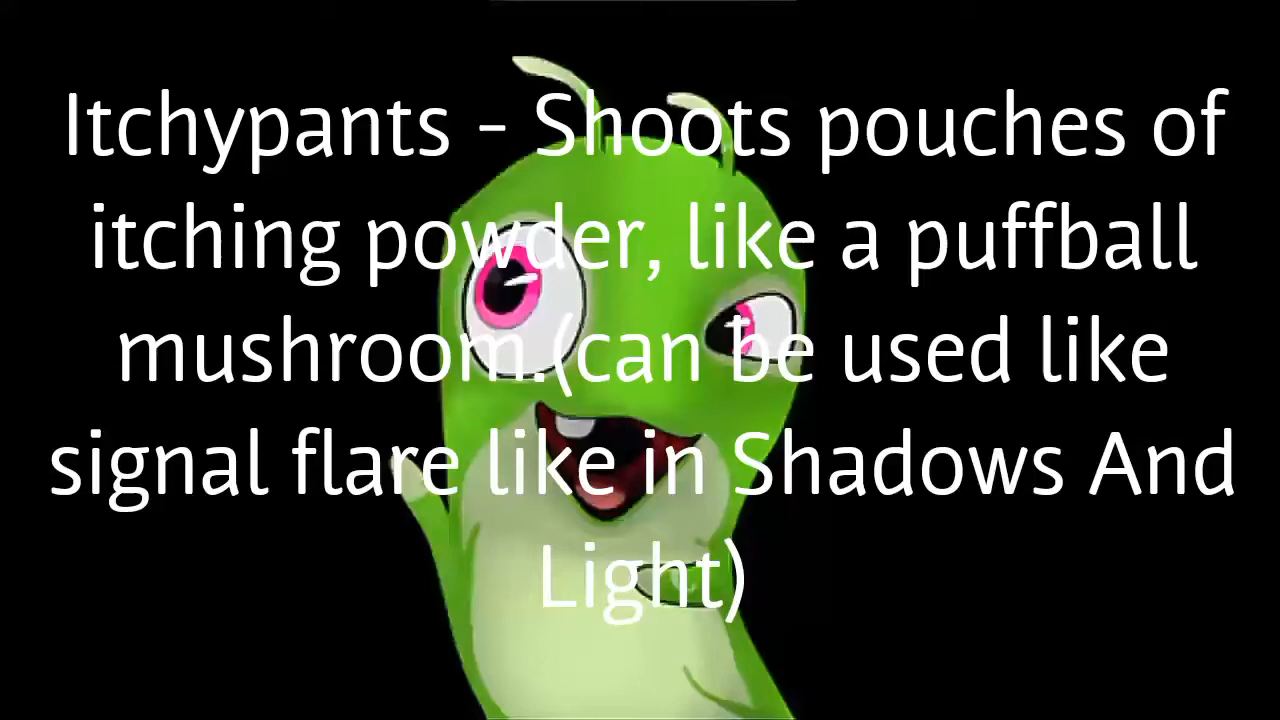 Itchypants - Shoots pouches of
itching powder, like a puffball
mushroom.(can be used like
signal flare like in Shadows And
Light)